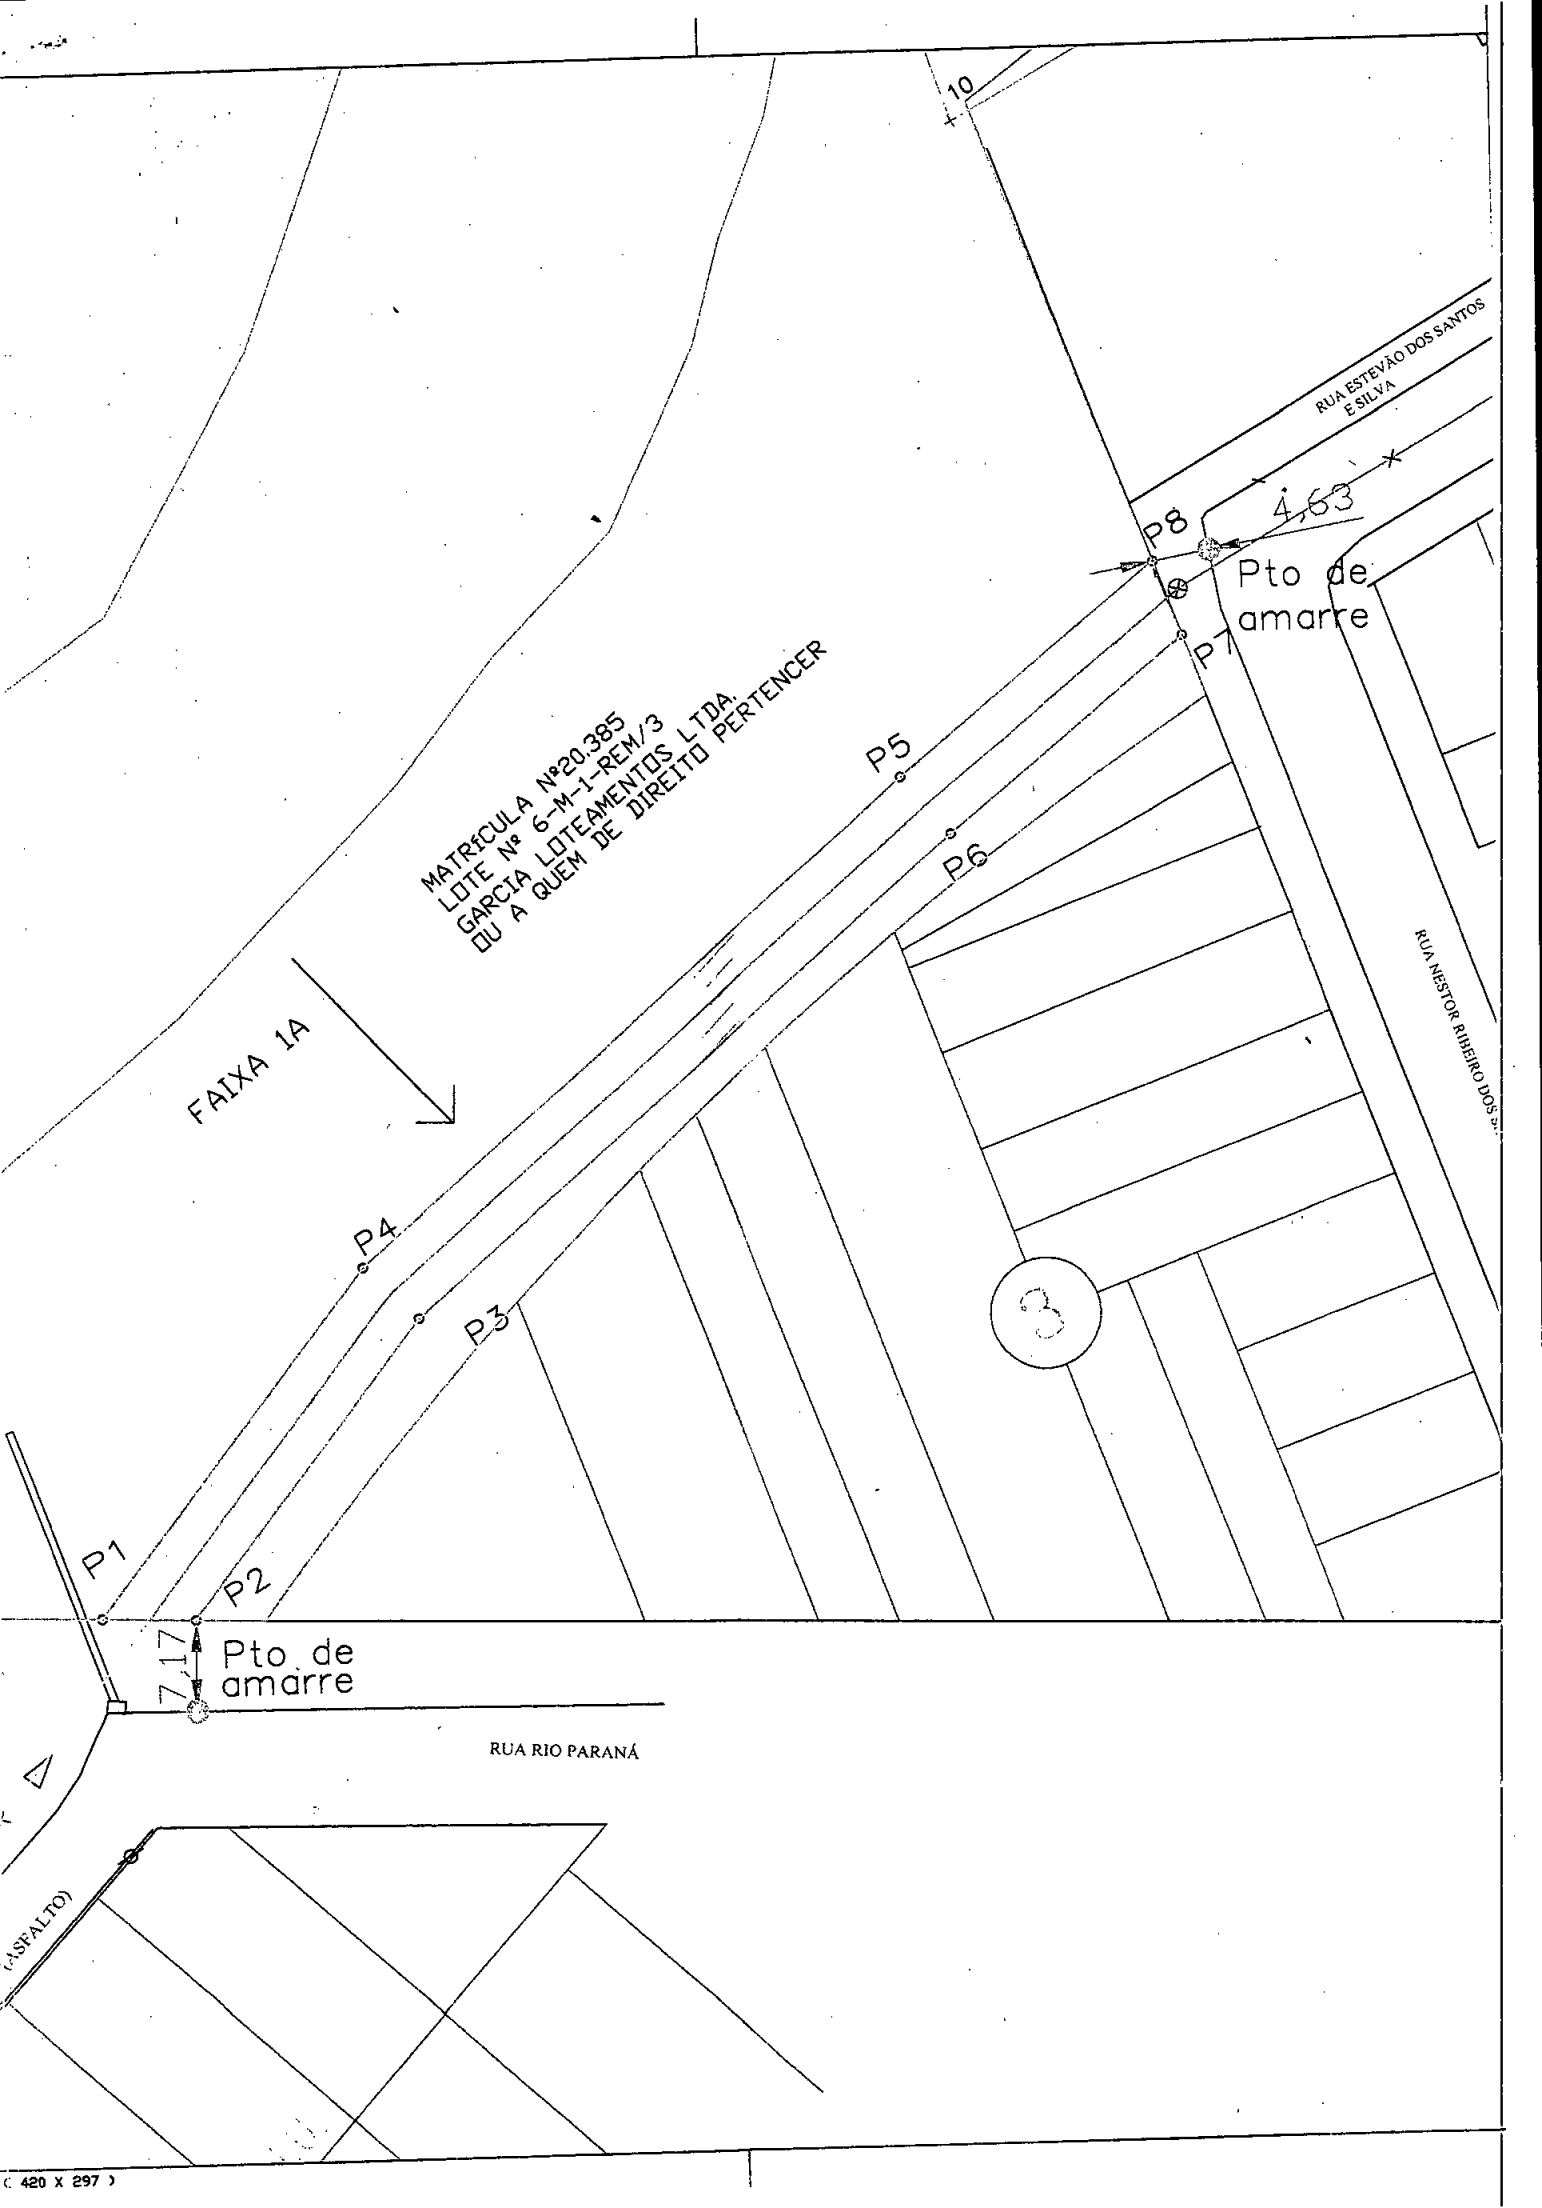 10
RUA ESTEVÃO DOS SANTOS
E SILVA
4,63
P8
Pto de
amarre
P7
MATRíCULA Nº20.385
LOTE Nº 6-M-1-REM/3
GARCIA LOTEAMENTOS LTDA.
OU A QUEM DE DIREITO PERTENCER
P5
P6
FAIXA 1A
RUA NESTOR RIBEIRO DOS
P4
P3
3
P1
P2
7,17
Pto de
amarre
RUA RIO PARANÁ
(ASFALTO)
( 420 X 297 )